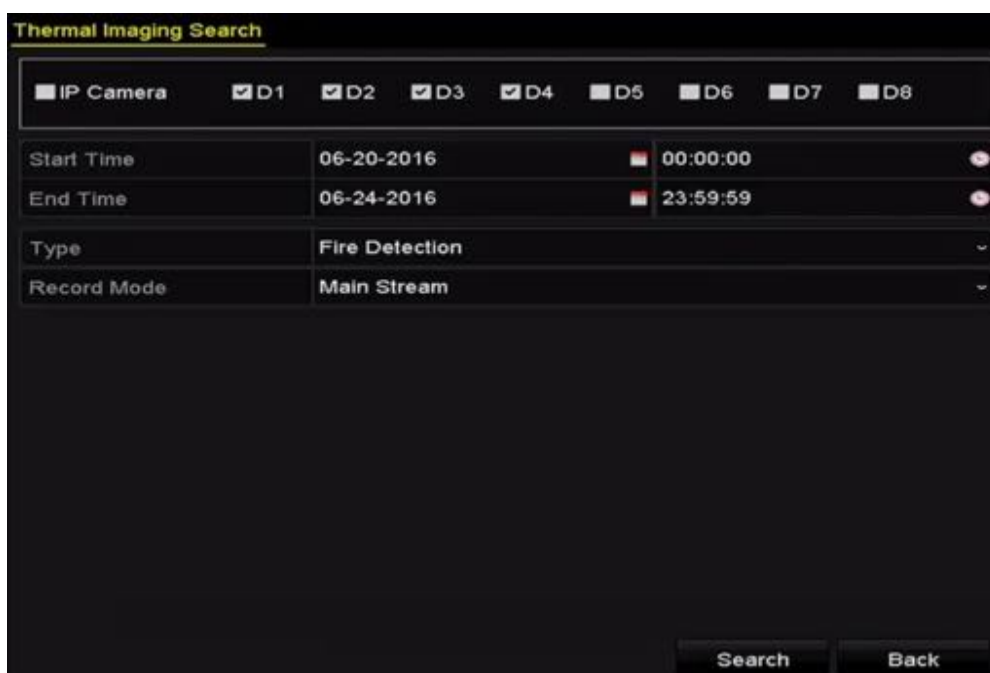 Thermal Imaging Search
IP Camera D1 D2 D3 D4 D5 D6 D7 D8
Start Time 06-20-2016 00:00:00
End Time 06-24-2016 23:59:59
Type Fire Detection
Record Mode Main Stream
Search Back